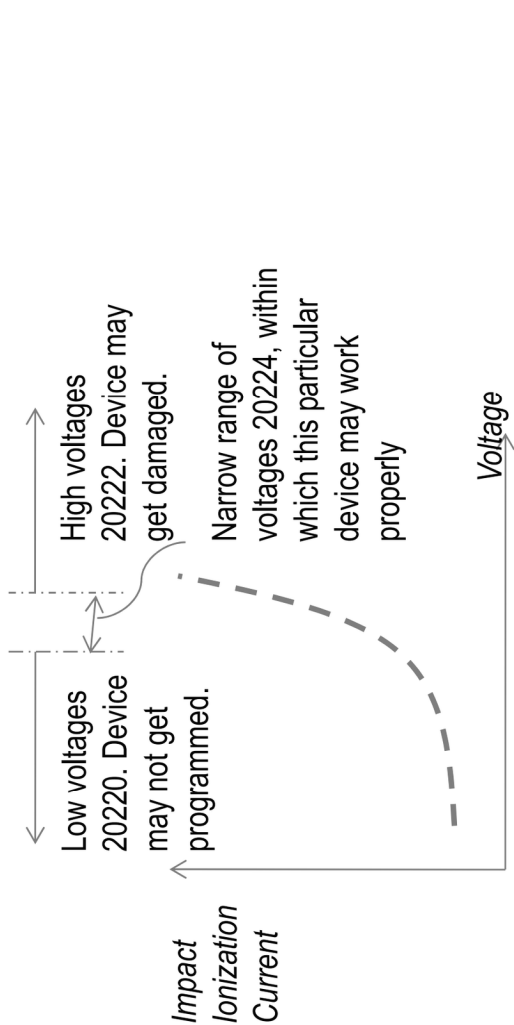 Low voltages
20220. Device
may not get
programmed.
High voltages
20222. Device may
get damaged.
Narrow range of
voltages 20224, within
which this particular
device may work
properly
Impact
Ionization
Current
Voltage